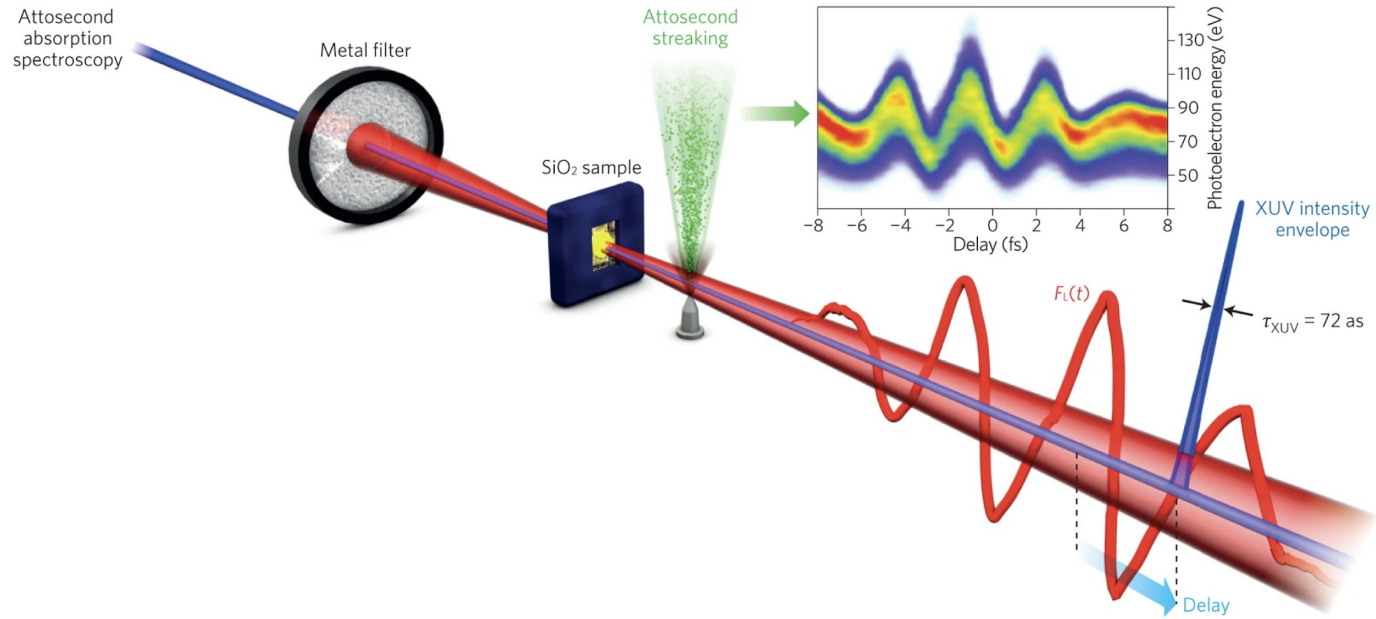 Attosecond
absorption
spectroscopy
Metal filter
SiO₂ sample
Attosecond
streaking
130
110
90
70
50
Photoelectron energy (eV)
−8 −6 −4 −2 0 2 4 6 8
Delay (fs)
XUV intensity
envelope
F_L(t)
τ_XUV = 72 as
Delay